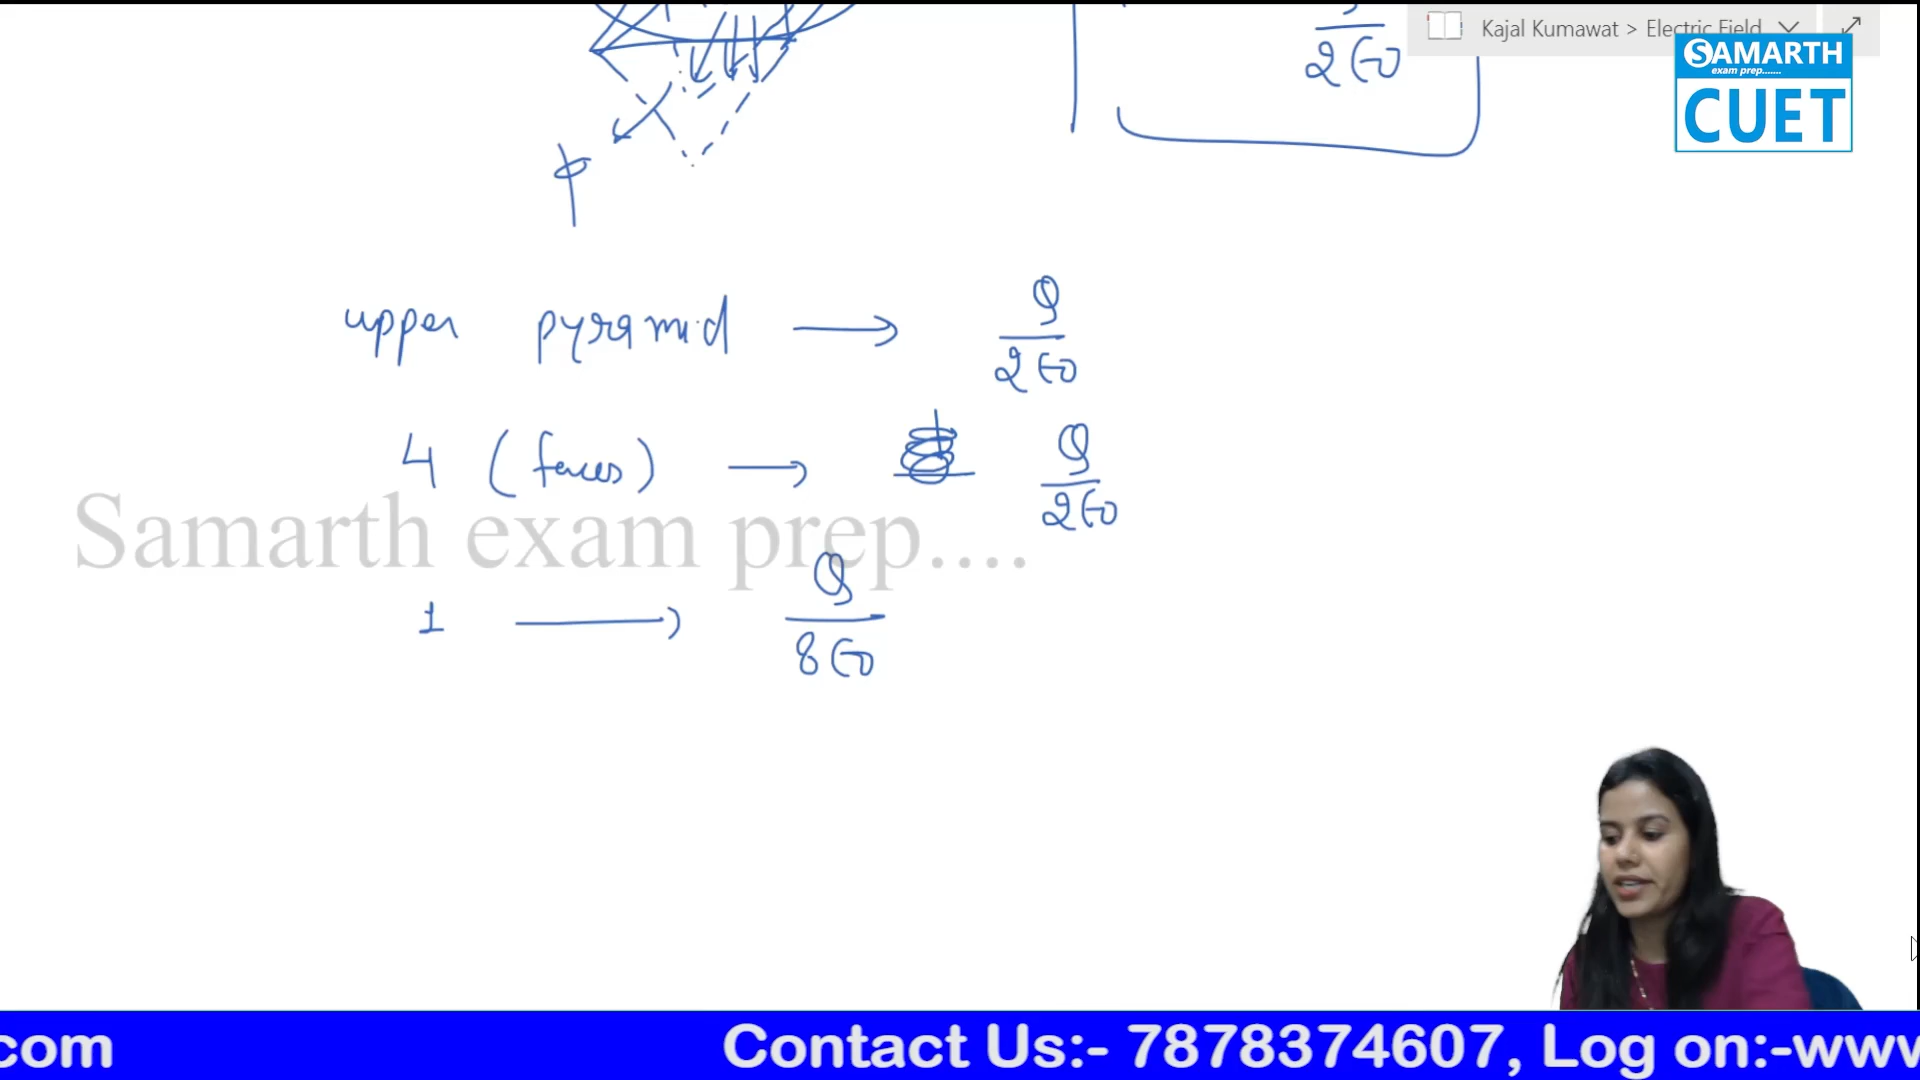 Kajal Kumawat > Electric Field
SAMARTH
exam prep.......
CUET
2ϵ0
ϕ
upper pyramid → Q/2ϵ0
4 (faces) → Q/2ϵ0
Samarth exam prep....
1 → Q/8ϵ0
com Contact Us:- 7878374607, Log on:-www